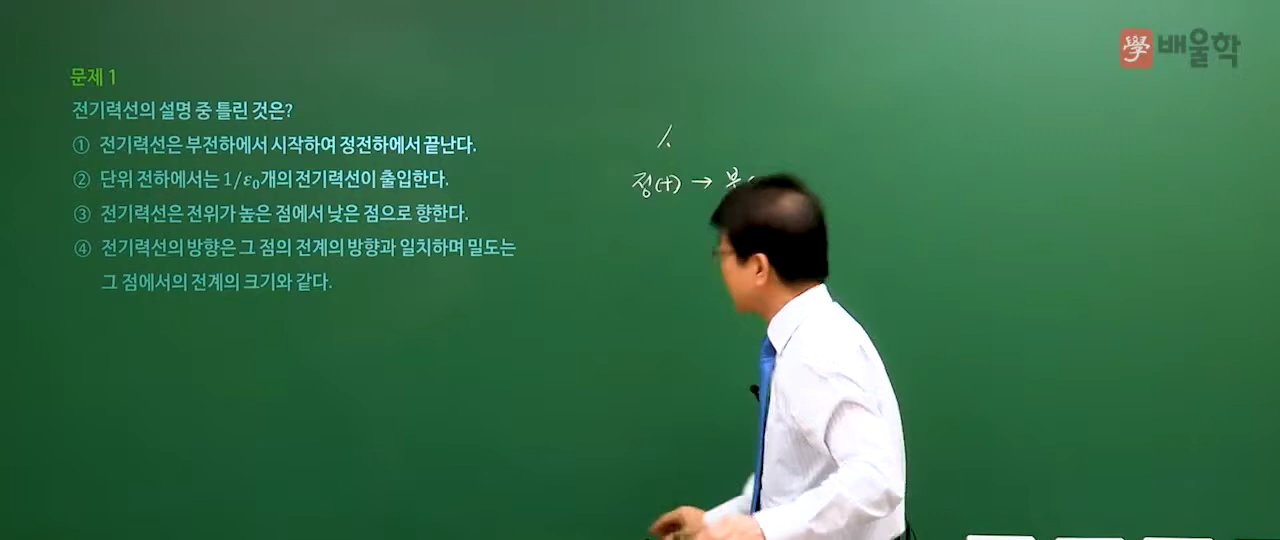 學 배울학
문제 1
전기력선의 설명 중 틀린 것은?
① 전기력선은 부전하에서 시작하여 정전하에서 끝난다.
② 단위 전하에서는 1/ε₀개의 전기력선이 출입한다.
③ 전기력선은 전위가 높은 점에서 낮은 점으로 향한다.
④ 전기력선의 방향은 그 점의 전계의 방향과 일치하며 밀도는
그 점에서의 전계의 크기와 같다.
1.
정(+) → 부(